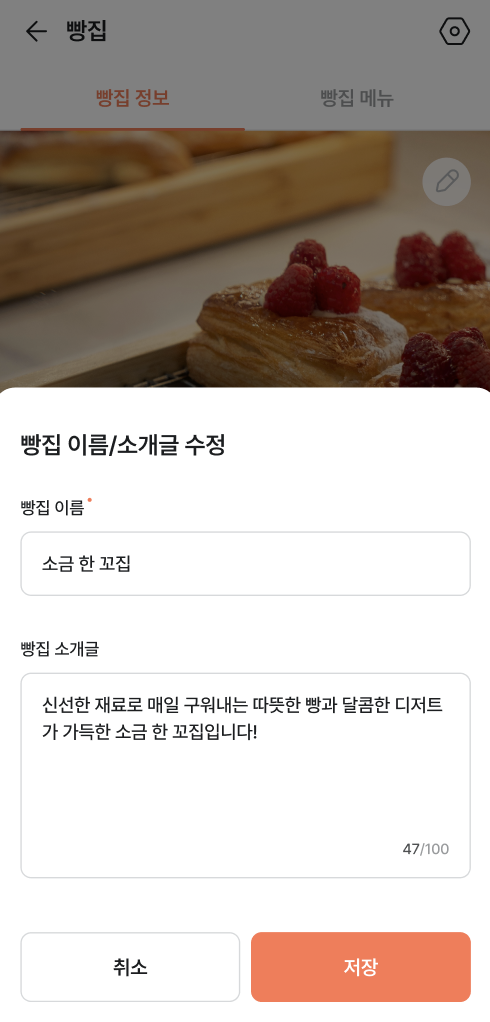 빵집
빵집 정보
빵집 메뉴
빵집 이름/소개글 수정
빵집 이름*
소금 한 꼬집
빵집 소개글
신선한 재료로 매일 구워내는 따뜻한 빵과 달콤한 디저트
가 가득한 소금 한 꼬집입니다!
47/100
취소
저장